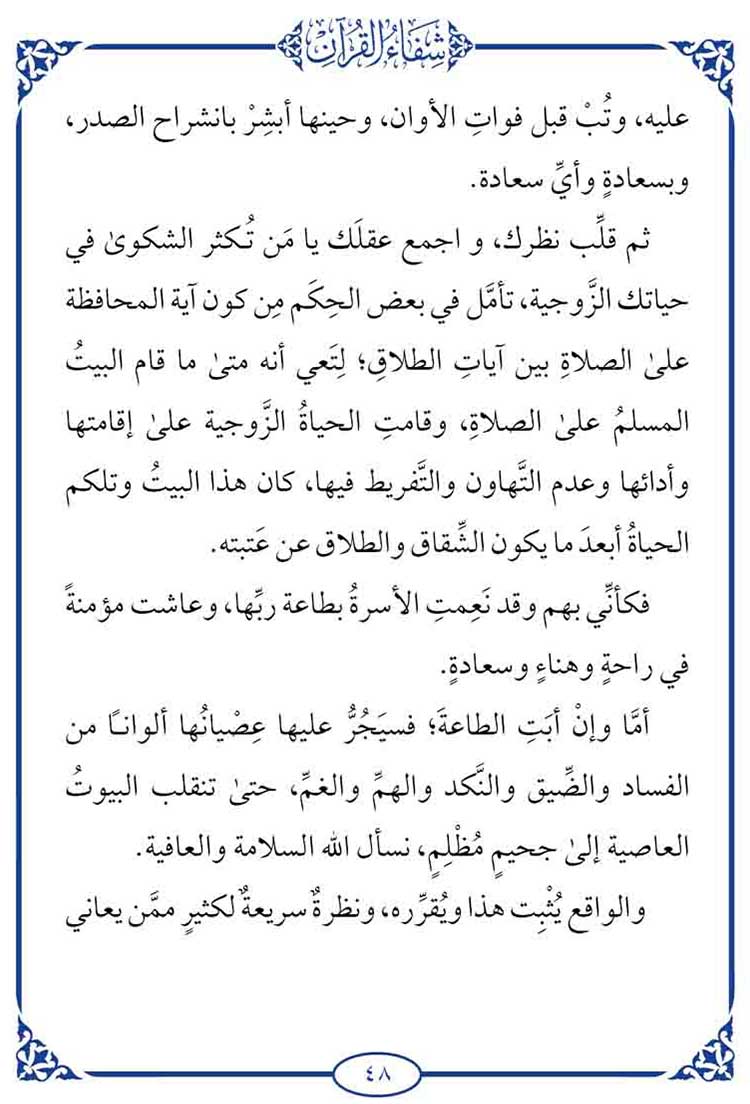 شِفَاءُ القُرْآنِ
عليه، وتُبْ قبل فواتِ الأوان، وحينها أبشِرْ بانشراح الصدر،
وبسعادةٍ وأيِّ سعادة.
ثم قلِّب نظرك، و اجمع عقلَك يا مَن تُكثر الشكوىٰ في
حياتك الزَّوجية، تأمَّل في بعض الحِكَم مِن كون آية المحافظة
علىٰ الصلاةِ بين آياتِ الطلاقِ؛ لِتَعي أنه متىٰ ما قام البيتُ
المسلمُ علىٰ الصلاةِ، وقامتِ الحياةُ الزَّوجية علىٰ إقامتها
وأدائها وعدم التَّهاون والتَّفريط فيها، كان هذا البيتُ وتلكم
الحياةُ أبعدَ ما يكون الشِّقاق والطلاق عن عَتبته.
فكأنِّي بهم وقد نَعِمتِ الأسرةُ بطاعة ربِّها، وعاشت مؤمنةً
في راحةٍ وهناءٍ وسعادةٍ.
أمَّا وإنْ أبَتِ الطاعةَ؛ فسيَجُرُّ عليها عِصْيانُها ألوانًا من
الفساد والضِّيق والنَّكد والهمِّ والغمِّ، حتىٰ تنقلب البيوتُ
العاصية إلىٰ جحيمٍ مُظْلِمٍ، نسأل الله السلامة والعافية.
والواقع يُثْبِت هذا ويُقرِّره، ونظرةٌ سريعةٌ لكثيرٍ ممَّن يعاني
٤٨